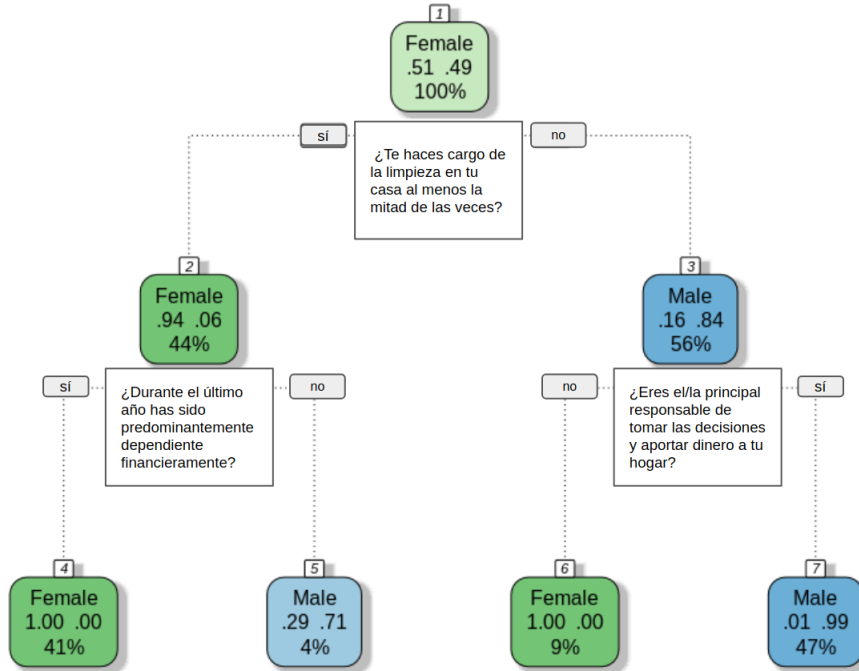 1
Female
.51 .49
100%
sí
no
¿Te haces cargo de
la limpieza en tu
casa al menos la
mitad de las veces?
2
Female
.94 .06
44%
3
Male
.16 .84
56%
sí
no
¿Durante el último
año has sido
predominantemente
dependiente
financieramente?
no
sí
¿Eres el/la principal
responsable de
tomar las decisiones
y aportar dinero a tu
hogar?
4
Female
1.00 .00
41%
5
Male
.29 .71
4%
6
Female
1.00 .00
9%
7
Male
.01 .99
47%